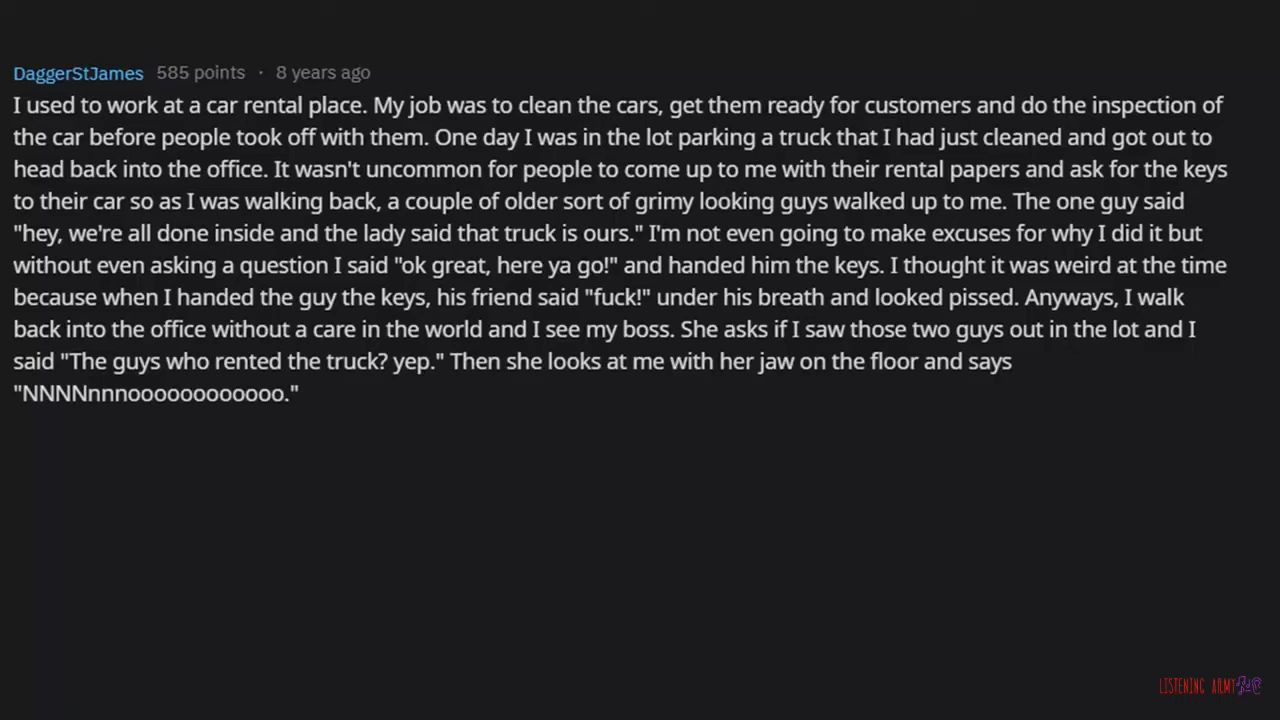 DaggerStJames 585 points · 8 years ago
I used to work at a car rental place. My job was to clean the cars, get them ready for customers and do the inspection of
the car before people took off with them. One day I was in the lot parking a truck that I had just cleaned and got out to
head back into the office. It wasn't uncommon for people to come up to me with their rental papers and ask for the keys
to their car so as I was walking back, a couple of older sort of grimy looking guys walked up to me. The one guy said
"hey, we're all done inside and the lady said that truck is ours." I'm not even going to make excuses for why I did it but
without even asking a question I said "ok great, here ya go!" and handed him the keys. I thought it was weird at the time
because when I handed the guy the keys, his friend said "fuck!" under his breath and looked pissed. Anyways, I walk
back into the office without a care in the world and I see my boss. She asks if I saw those two guys out in the lot and I
said "The guys who rented the truck? yep." Then she looks at me with her jaw on the floor and says
"NNNNnnnoooooooooooo."
LISTENING ARMY